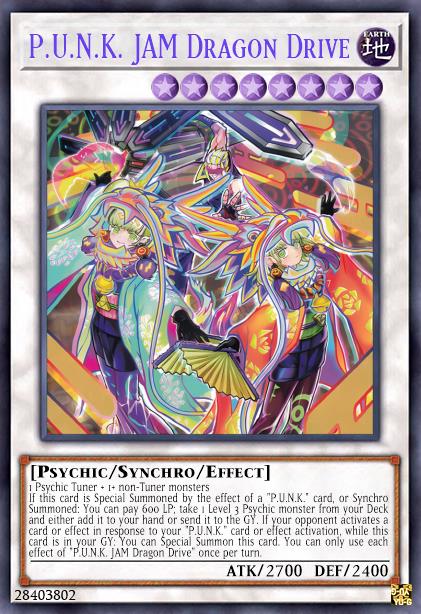 P.U.N.K. JAM Dragon Drive
EARTH
地
[Psychic/Synchro/Effect]
1 Psychic Tuner + 1+ non-Tuner monsters
If this card is Special Summoned by the effect of a "P.U.N.K." card, or Synchro
Summoned: You can pay 600 LP; take 1 Level 3 Psychic monster from your Deck
and either add it to your hand or send it to the GY. If your opponent activates a
card or effect in response to your "P.U.N.K." card or effect activation, while this
card is in your GY: You can Special Summon this card. You can only use each
effect of "P.U.N.K. JAM Dragon Drive" once per turn.
ATK/2700 DEF/2400
28403802